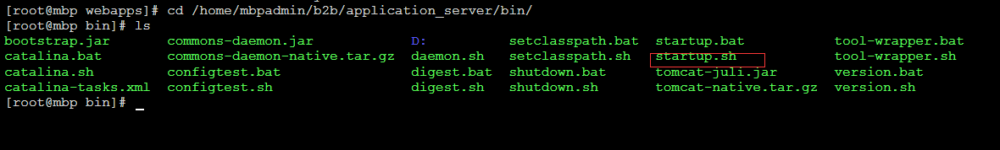 [root@mbp webapps]# cd /home/mbpadmin/b2b/application_server/bin/
[root@mbp bin]# ls
bootstrap.jar commons-daemon.jar D: setclasspath.bat startup.bat tool-wrapper.bat
catalina.bat commons-daemon-native.tar.gz daemon.sh setclasspath.sh startup.sh tool-wrapper.sh
catalina.sh configtest.bat digest.bat shutdown.bat tomcat-juli.jar version.bat
catalina-tasks.xml configtest.sh digest.sh shutdown.sh tomcat-native.tar.gz version.sh
[root@mbp bin]#